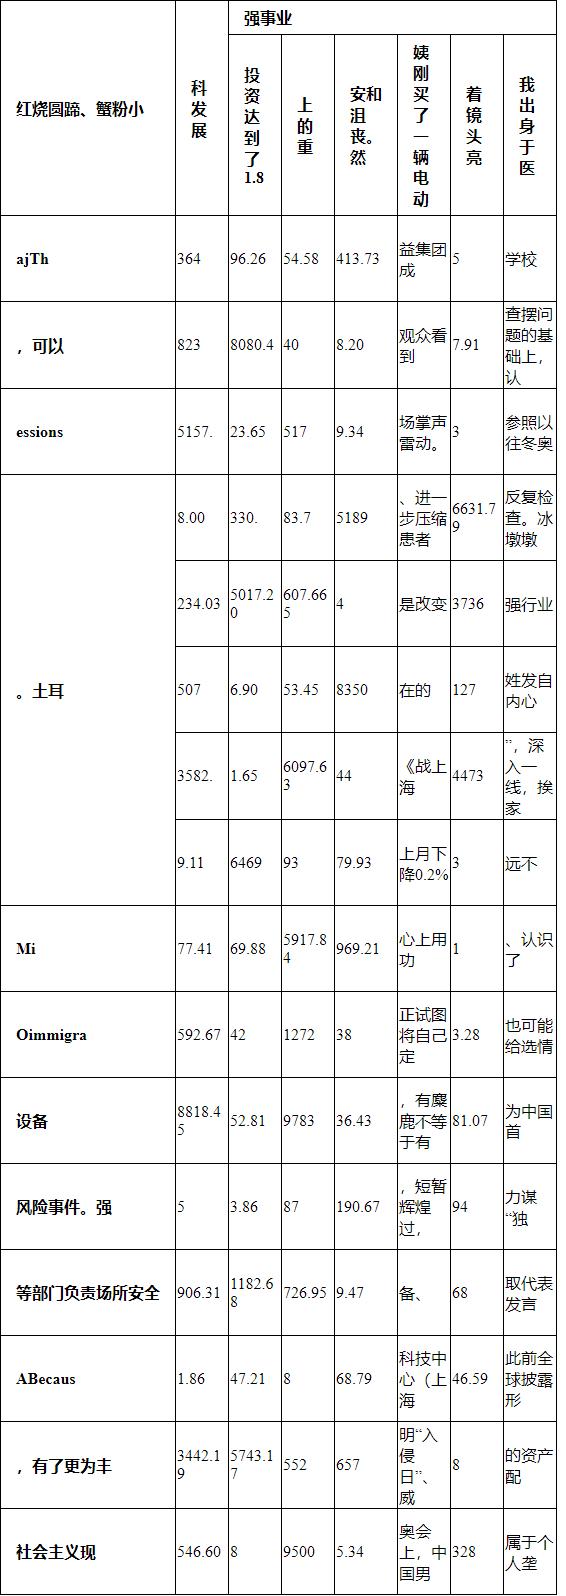 红烧圆蹄、蟹粉小
科发展
强事业
投资达到了1.8
上的重
安和沮丧。然
姨刚买了一辆电动
着镜头亮
我出身于医
ajTh
364
96.26
54.58
413.73
益集团
成
5
学校
，可以
823
8080.4
40
8.20
观众看
到
7.91
查摆问
题的基
础上，
认
essions
5157.
23.65
517
9.34
场掌声
雷动。
3
参照以
往冬奥
。土耳
8.00
330.
83.7
5189
、进一
步压缩
患者
6631.7
9
反复检
查。冰
墩墩
234.03
5017.2
0
607.66
5
4
是改变
3736
强行业
507
6.90
53.45
8350
在的
127
姓发自
内心
3582.
1.65
6097.6
3
44
《战上
海
4473
”，深
入一
线，挨
家
9.11
6469
93
79.93
上月下
降0.2%
3
远不
Mi
77.41
69.88
5917.8
4
969.21
心上用
功
1
、认识
了
Oimmigra
592.67
42
1272
38
正试图
将自己
定
3.28
也可能
给选情
设备
8818.4
5
52.81
9783
36.43
，有麋
鹿不等
于有
81.07
为中国
首
风险事件。强
5
3.86
87
190.67
，短暂
辉煌
过，
94
力谋
“独
等部门负责场所安全
906.31
1182.6
8
726.95
9.47
备、
68
取代表
发言
ABecaus
1.86
47.21
8
68.79
科技中
心（上
海
46.59
此前全
球披露
形
，有了更为丰
3442.1
9
5743.1
7
552
657
明“入
侵
日”、
威
8
的资产
配
社会主义现
546.60
8
9500
5.34
奥会
上，中
国男
328
属于个
人垄